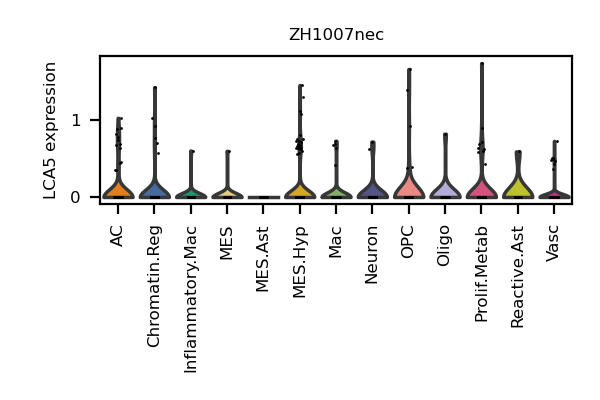 ZH1007nec
LCA5 expression
1
0
AC
Chromatin.Reg
Inflammatory.Mac
MES
MES.Ast
MES.Hyp
Mac
Neuron
OPC
Oligo
Prolif.Metab
Reactive.Ast
Vasc